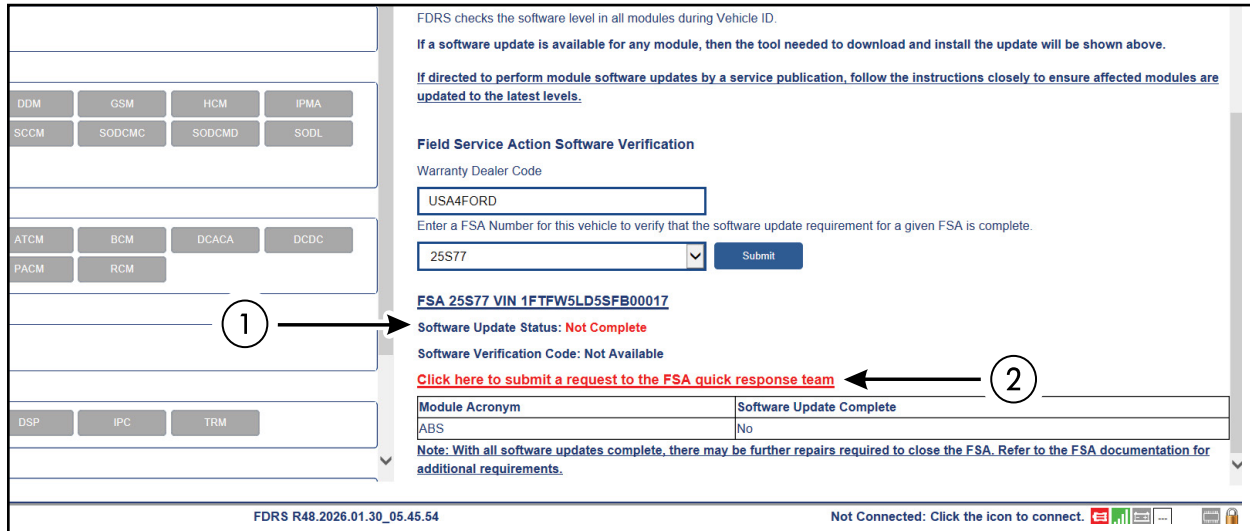 FDRS checks the software level in all modules during Vehicle ID.
If a software update is available for any module, then the tool needed to download and install the update will be shown above.
If directed to perform module software updates by a service publication, follow the instructions closely to ensure affected modules are
updated to the latest levels.
DDM GSM HCM IPMA
SCCM SODCMC SODCMD SODL
Field Service Action Software Verification
Warranty Dealer Code
USA4FORD
Enter a FSA Number for this vehicle to verify that the software update requirement for a given FSA is complete.
25S77 Submit
ATCM BCM DCACA DCDC
PACM RCM
FSA 25S77 VIN 1FTFW5LD5SFB00017
1
Software Update Status: Not Complete
Software Verification Code: Not Available
Click here to submit a request to the FSA quick response team
2
Module Acronym Software Update Complete
ABS No
DSP IPC TRM
Note: With all software updates complete, there may be further repairs required to close the FSA. Refer to the FSA documentation for
additional requirements.
FDRS R48.2026.01.30_05.45.54
Not Connected: Click the icon to connect.